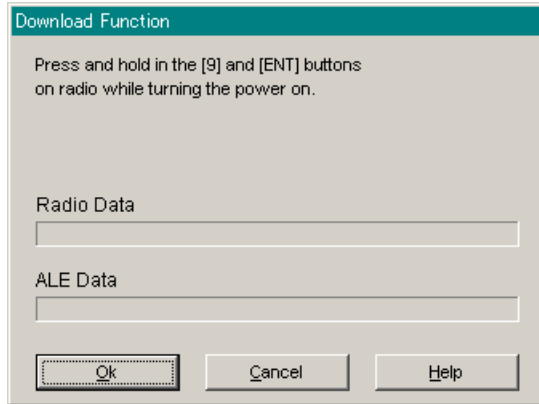 Download Function
Press and hold in the [9] and [ENT] buttons
on radio while turning the power on.
Radio Data
ALE Data
Ok
Cancel
Help